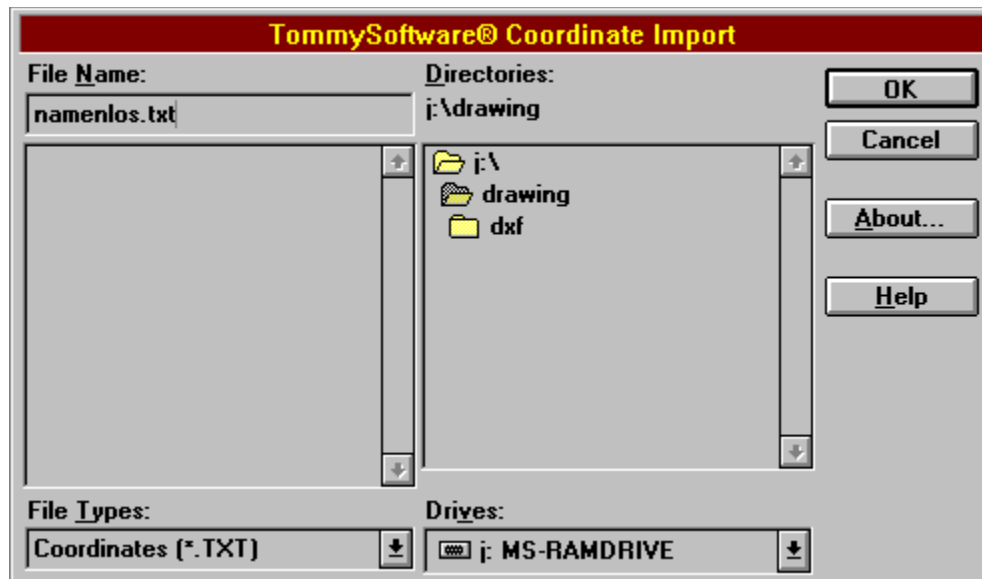 TommySoftware® Coordinate Import
File Name:
namenlos.txt
Directories:
j:\drawing
j:\
drawing
dxf
OK
Cancel
About...
Help
File Types:
Coordinates (*.TXT)
Drives:
j: MS-RAMDRIVE